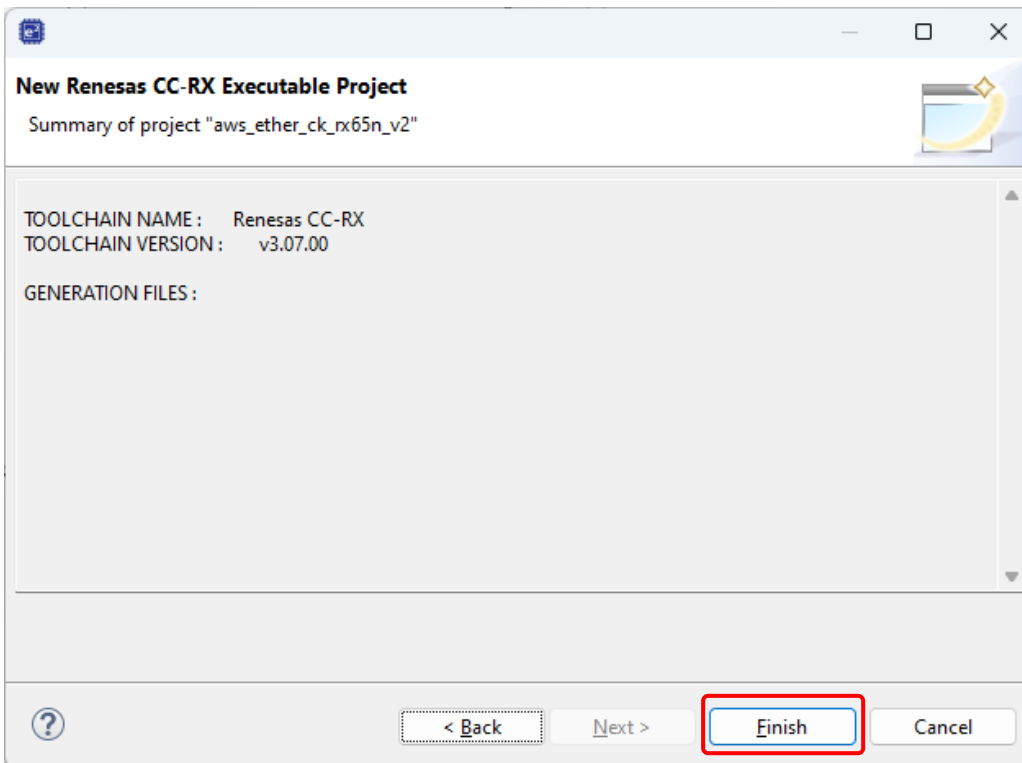 New Renesas CC-RX Executable Project
Summary of project "aws_ether_ck_rx65n_v2"
TOOLCHAIN NAME :    Renesas CC-RX
TOOLCHAIN VERSION :    v3.07.00
GENERATION FILES :
< Back    Next >    Finish    Cancel